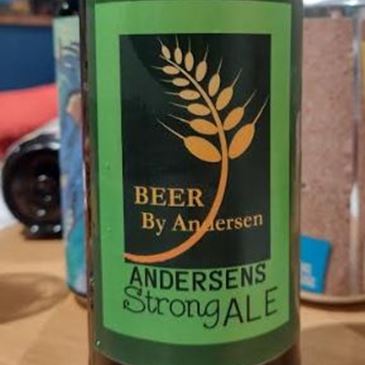 BEER
By Andersen
ANDERSENS
Strong ALE